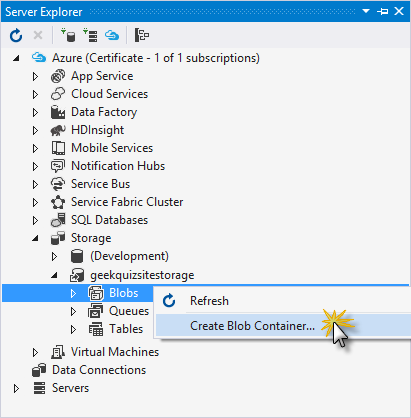 Server Explorer
Azure (Certificate - 1 of 1 subscriptions)
App Service
Cloud Services
Data Factory
HDInsight
Mobile Services
Notification Hubs
Service Bus
Service Fabric Cluster
SQL Databases
Storage
(Development)
geekquizsitestorage
Blobs
Refresh
Queues
Create Blob Container...
Tables
Virtual Machines
Data Connections
Servers